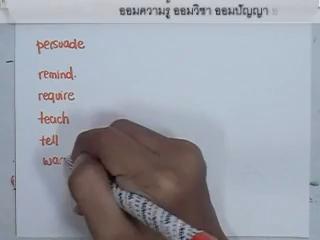 ออมความรู้ ออมวิชา ออมปัญญา
persuade
remind.
require
teach
tell